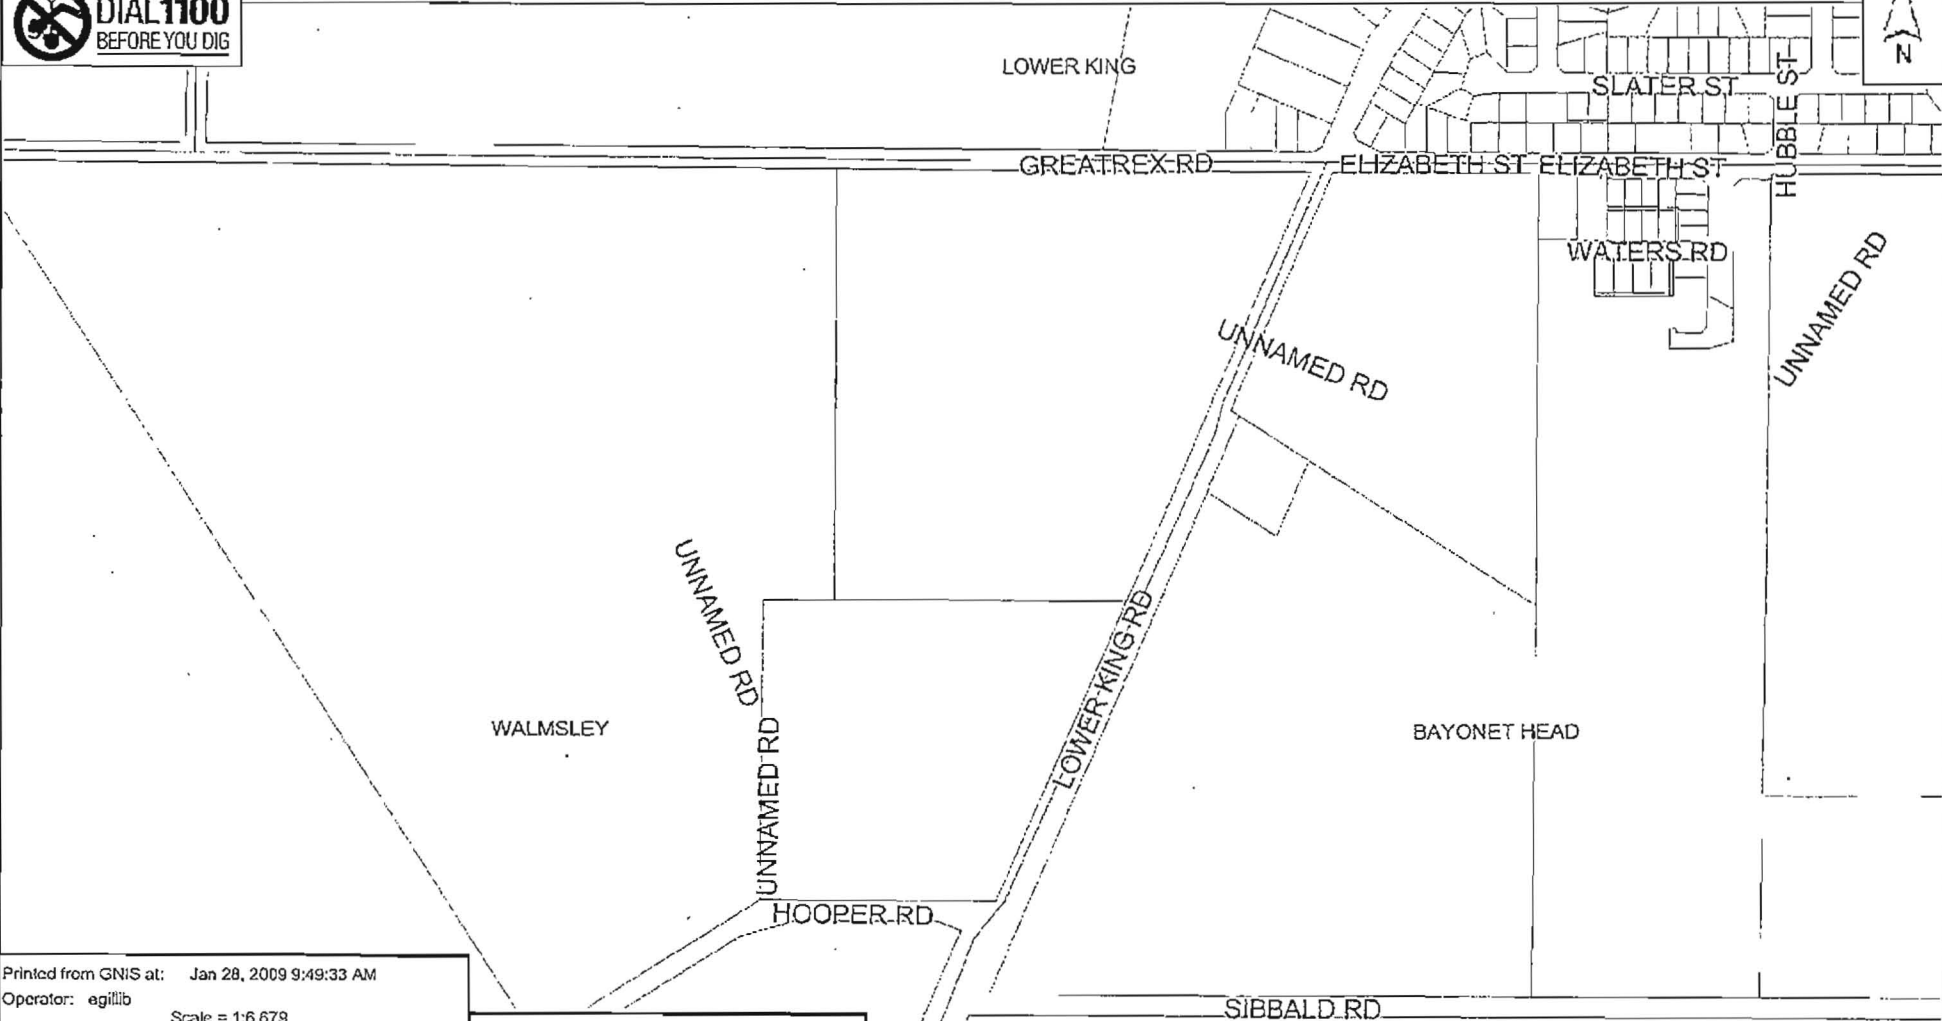 DIAL1100
BEFORE YOU DIG
N
LOWER KING
SLATER ST
HUBBLE ST
GREATREX RD
ELIZABETH ST
ELIZABETH ST
WATERS RD
UNNAMED RD
UNNAMED RD
UNNAMED RD
LOWER KING RD
WALMSLEY
BAYONET HEAD
UNNAMED RD
HOOPER RD
SIBBALD RD
Printed from GNIS at: Jan 28, 2009 9:49:33 AM
Operator: egillib
Scale = 1:6,679